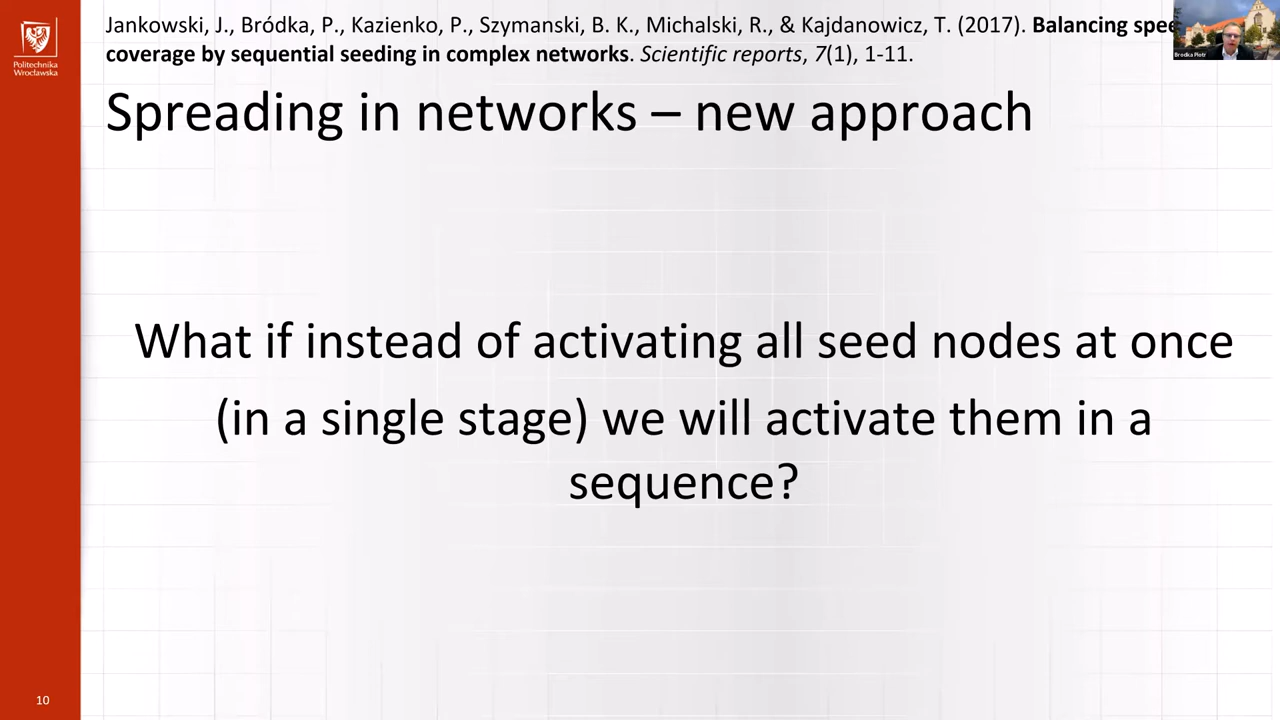 Jankowski, J., Bródka, P., Kazienko, P., Szymanski, B. K., Michalski, R., & Kajdanowicz, T. (2017). Balancing spee
coverage by sequential seeding in complex networks. Scientific reports, 7(1), 1-11.
Brodka Piotr
Politechnika
Wrocławska
Spreading in networks – new approach
What if instead of activating all seed nodes at once
(in a single stage) we will activate them in a
sequence?
10